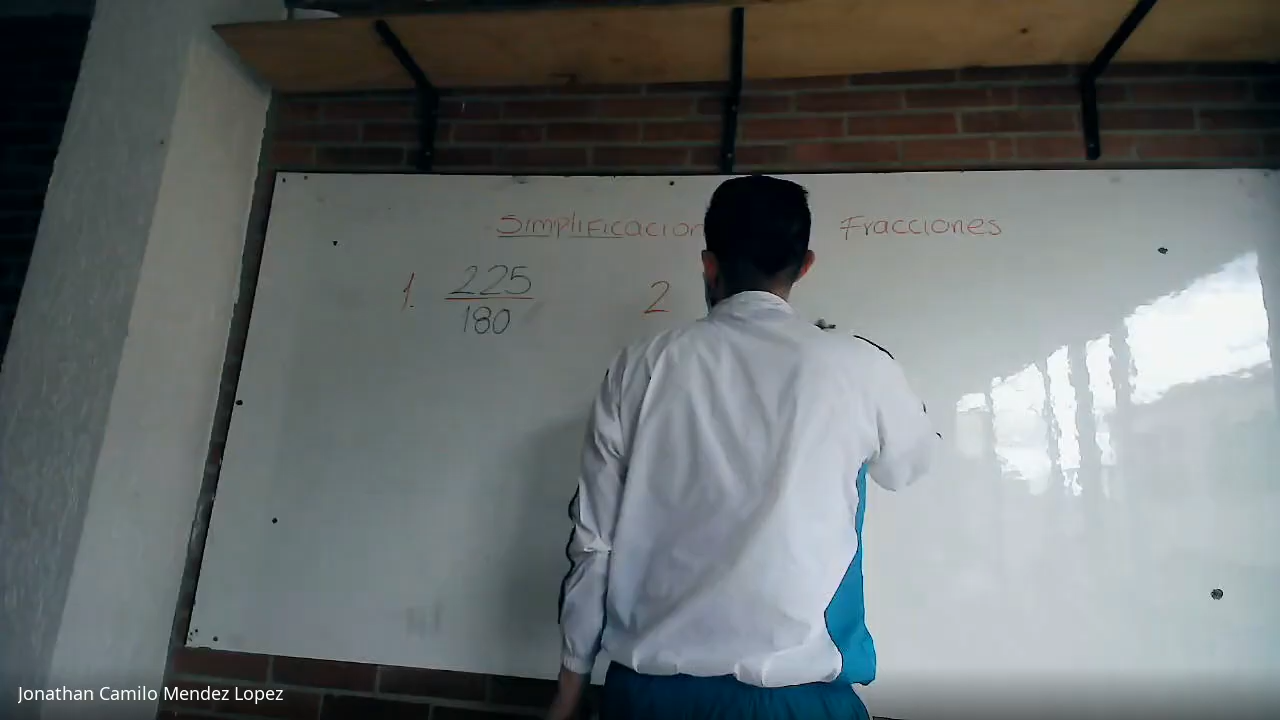 Simplificacion Fracciones
1. 225 2
180
Jonathan Camilo Mendez Lopez